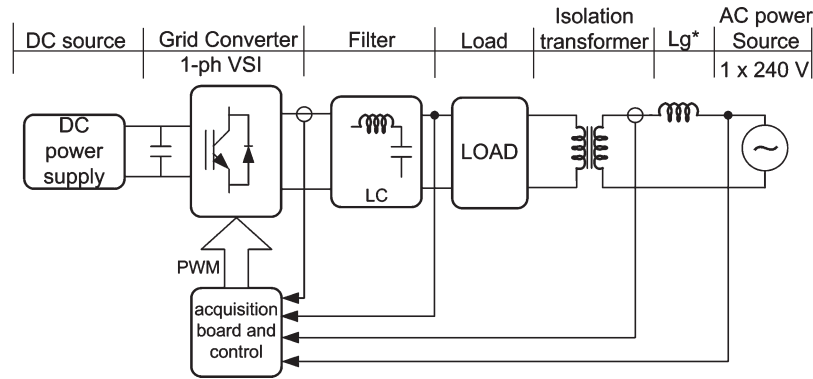 DC source
Grid Converter
1-ph VSI
Filter
Load
Isolation
transformer
Lg*
AC power
Source
1 x 240 V
DC
power
supply
LC
LOAD
~
PWM
acquisition
board and
control